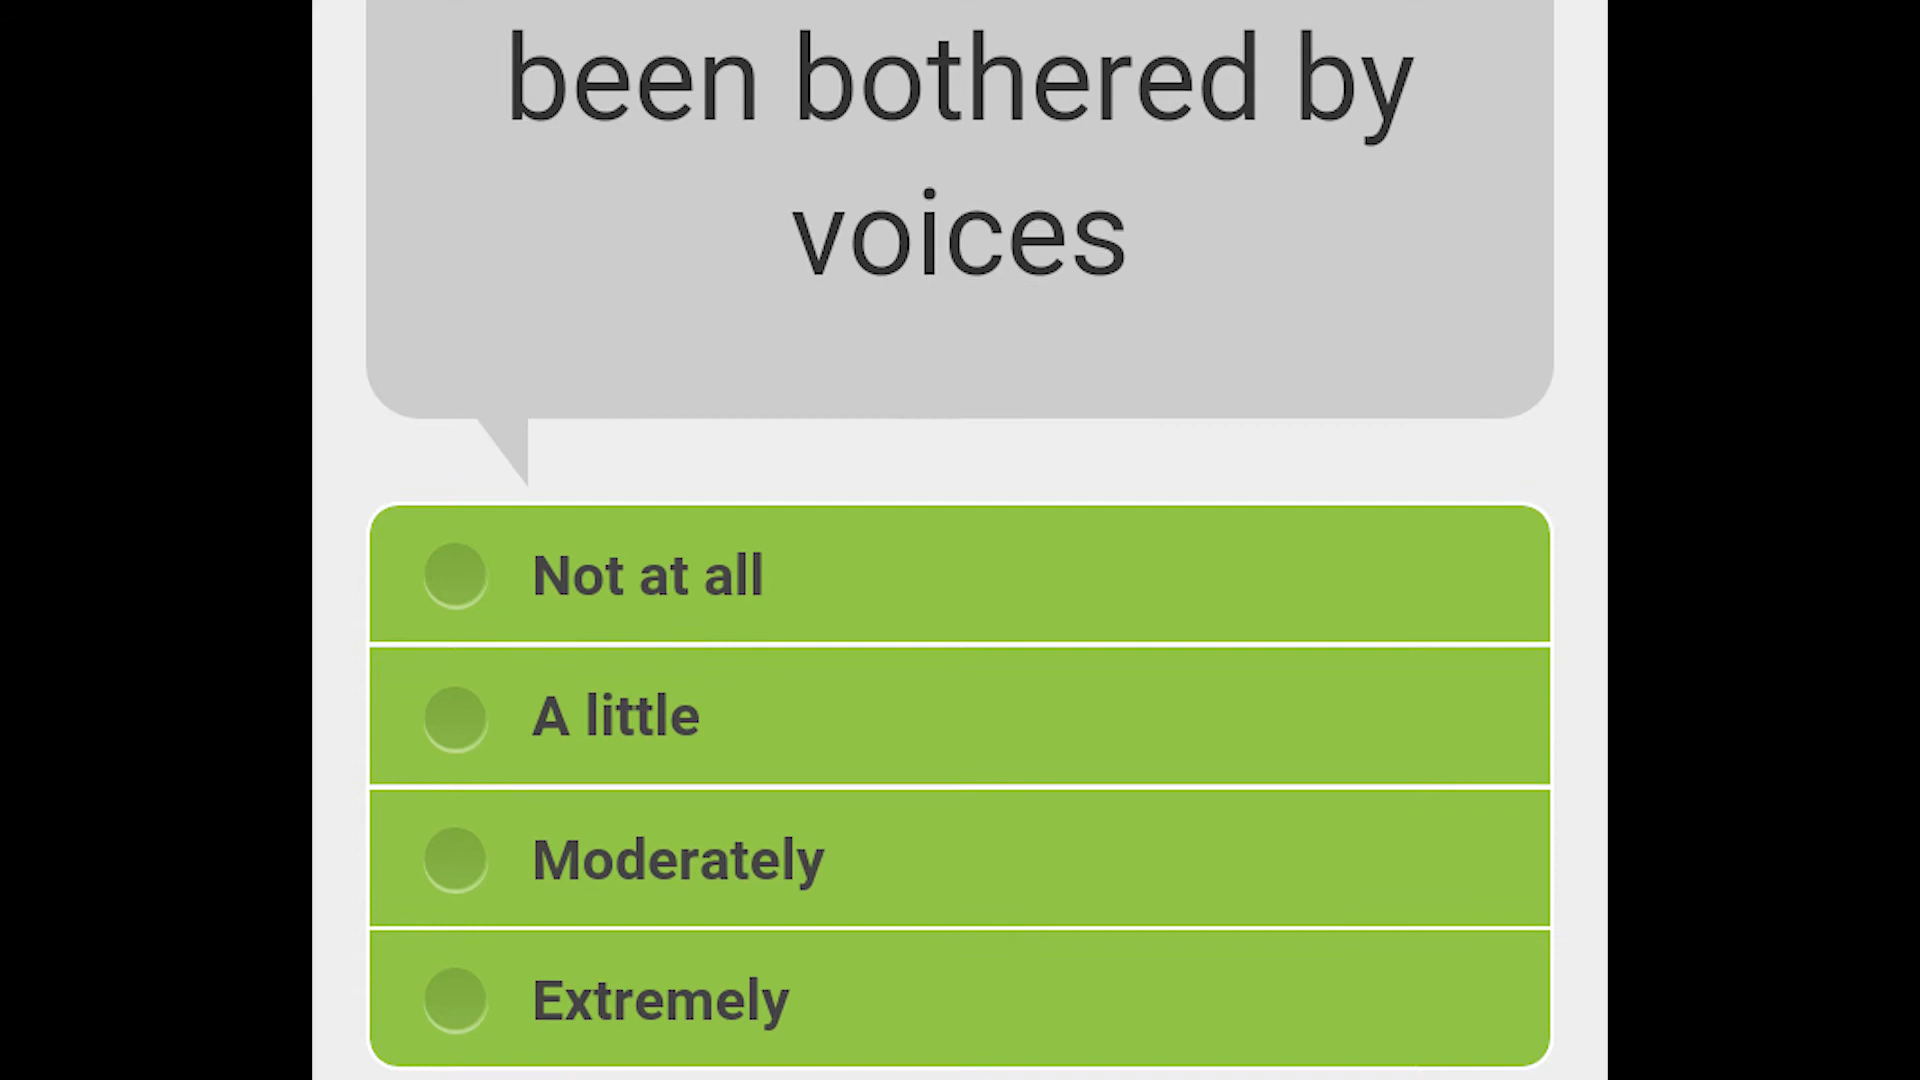 been bothered by
voices
Not at all
A little
Moderately
Extremely